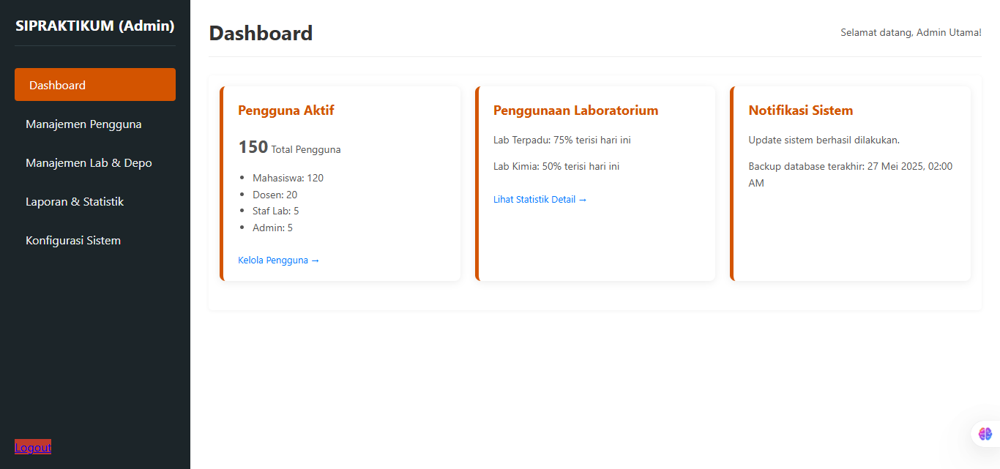 SIPRAKTIKUM (Admin)
Dashboard
Manajemen Pengguna
Manajemen Lab & Depo
Laporan & Statistik
Konfigurasi Sistem
Logout
Dashboard
Selamat datang, Admin Utama!
Pengguna Aktif
150 Total Pengguna
• Mahasiswa: 120
• Dosen: 20
• Staf Lab: 5
• Admin: 5
Kelola Pengguna →
Penggunaan Laboratorium
Lab Terpadu: 75% terisi hari ini
Lab Kimia: 50% terisi hari ini
Lihat Statistik Detail →
Notifikasi Sistem
Update sistem berhasil dilakukan.
Backup database terakhir: 27 Mei 2025, 02:00
AM